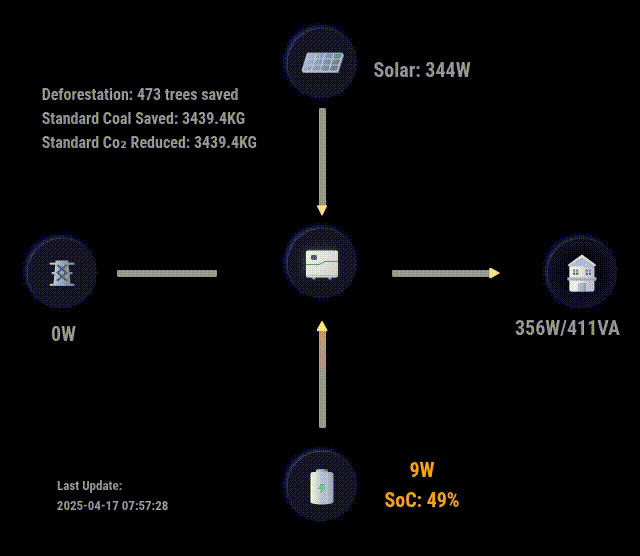 Solar: 344W
Deforestation: 473 trees saved
Standard Coal Saved: 3439.4KG
Standard Co₂ Reduced: 3439.4KG
0W
356W/411VA
9W
SoC: 49%
Last Update:
2025-04-17 07:57:28